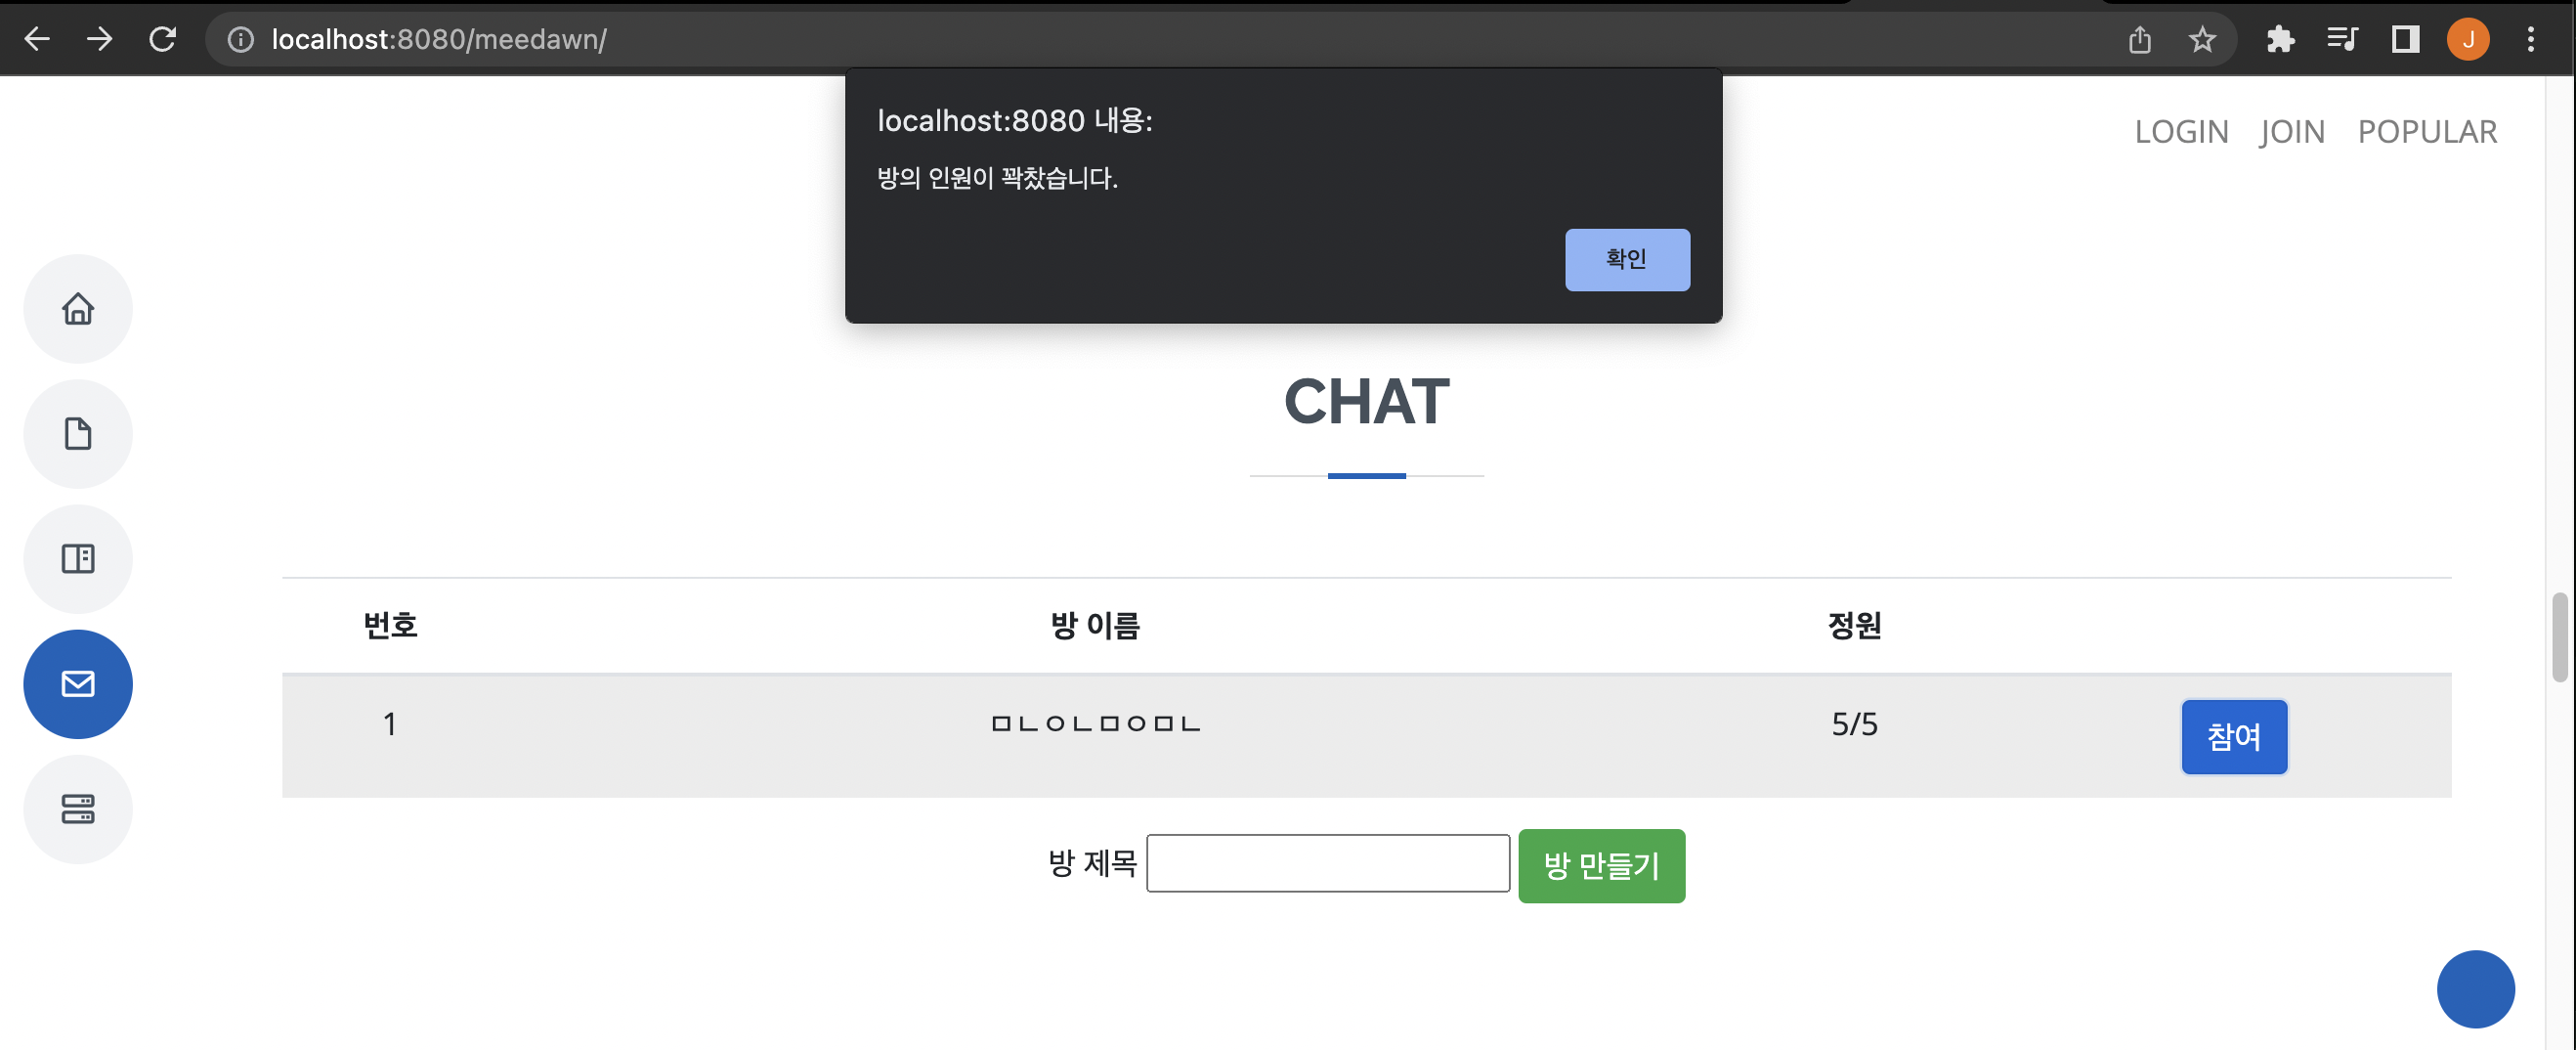 localhost:8080/meedawn/
J
localhost:8080 내용:
방의 인원이 꽉찼습니다.
확인
LOGIN JOIN POPULAR
CHAT
번호 방 이름 정원
1 ㅁㄴㅇㄴㅁㅇㅁㄴ 5/5 참여
방 제목 방 만들기